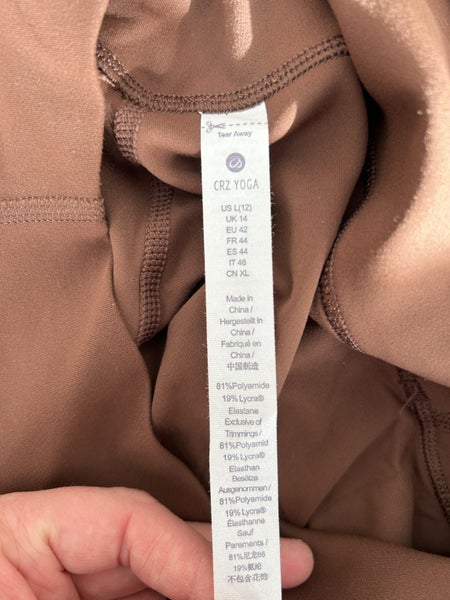 Tear Away
CRZ YOGA
US L(12)
UK 14
EU 42
FR 44
ES 44
IT 46
CN XL
Made in
China /
Hergestellt in
China /
Fabriqué en
China /
中国制造
81%Polyamide
19% Lycra®
Elastane
Exclusive of
Trimmings /
81%Polyamid
19% Lycra®
Elasthan
Besätze
Ausgenommen /
81%Polyamide
19% Lycra®
Élasthanne
Sauf
Parements /
81%尼龙66
19%氨纶
不包含花饰